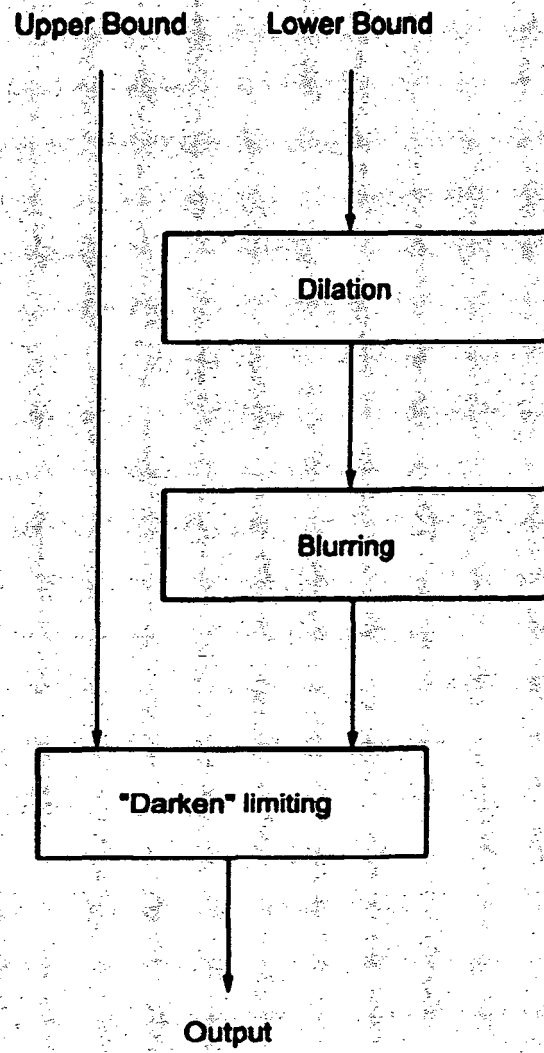 Upper Bound Lower Bound
Dilation
Blurring
"Darken" limiting
Output